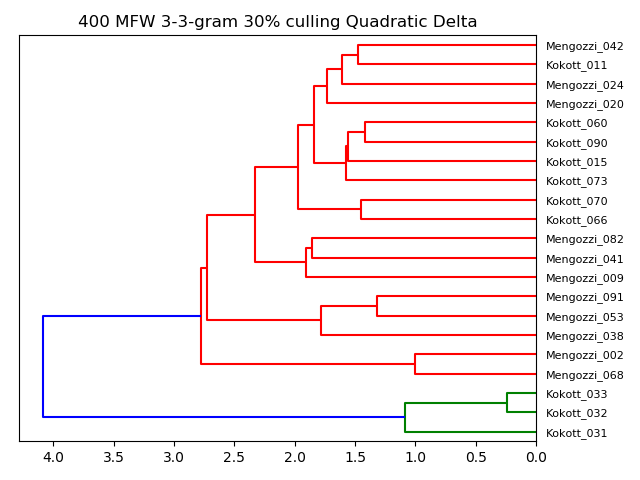 400 MFW 3-3-gram 30% culling Quadratic Delta
Mengozzi_042
Kokott_011
Mengozzi_024
Mengozzi_020
Kokott_060
Kokott_090
Kokott_015
Kokott_073
Kokott_070
Kokott_066
Mengozzi_082
Mengozzi_041
Mengozzi_009
Mengozzi_091
Mengozzi_053
Mengozzi_038
Mengozzi_002
Mengozzi_068
Kokott_033
Kokott_032
Kokott_031
4.0 3.5 3.0 2.5 2.0 1.5 1.0 0.5 0.0